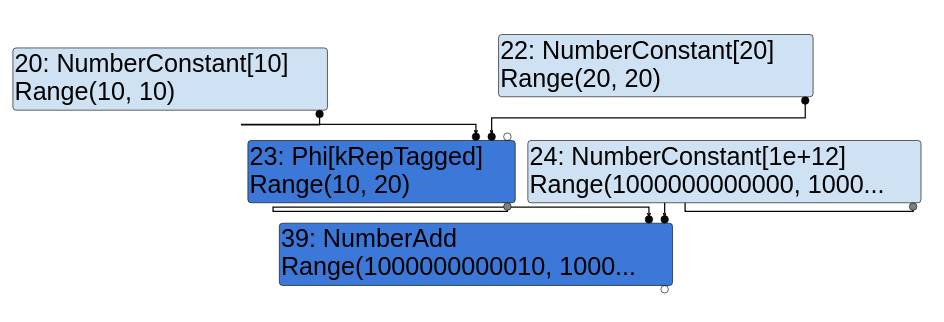 20: NumberConstant[10]
Range(10, 10)
22: NumberConstant[20]
Range(20, 20)
23: Phi[kRepTagged]
Range(10, 20)
24: NumberConstant[1e+12]
Range(1000000000000, 1000...
39: NumberAdd
Range(1000000000010, 1000...